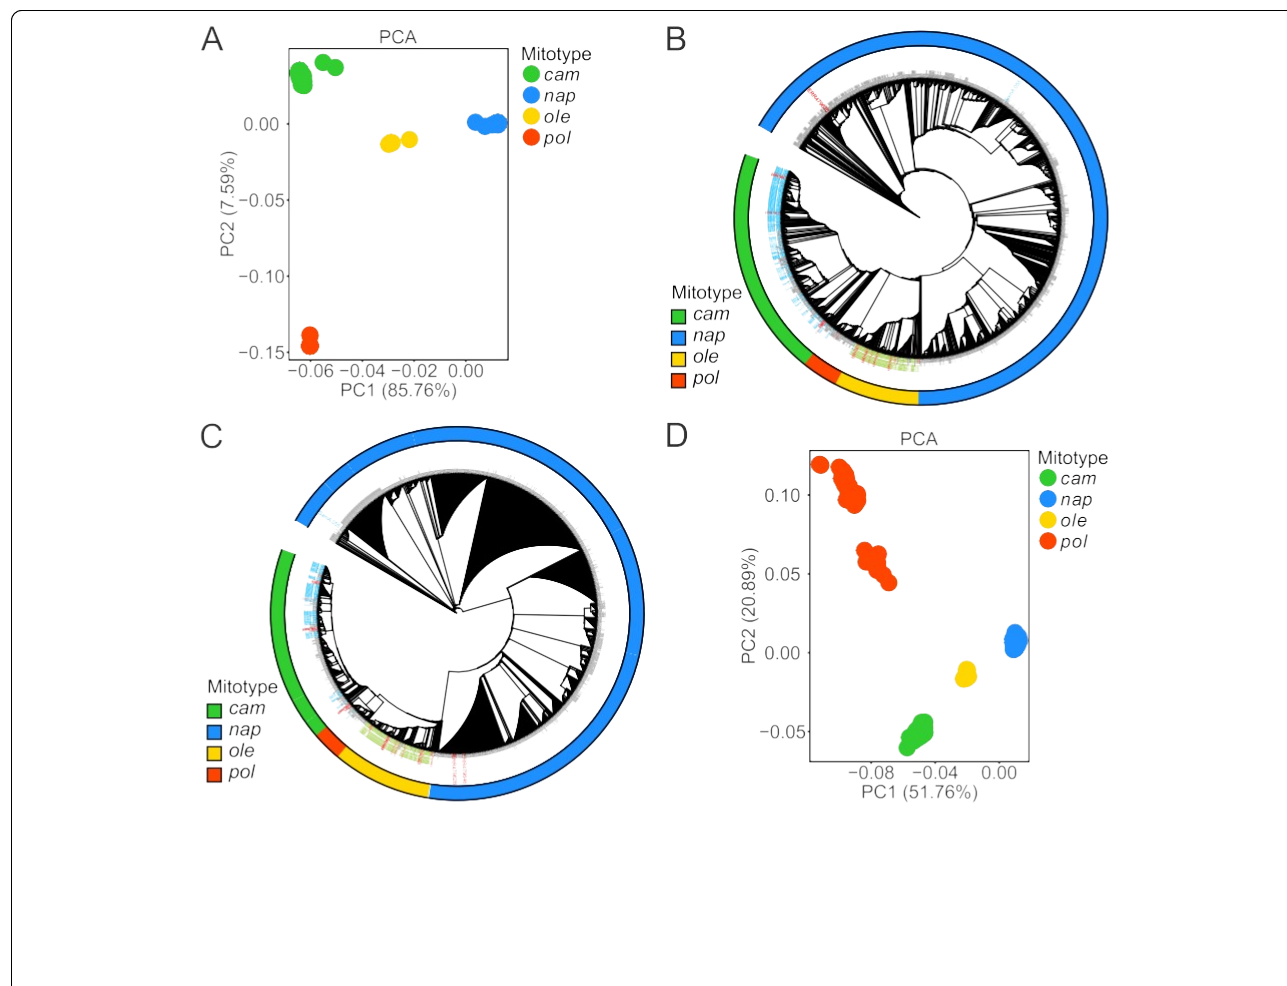 A
PCA
Mitotype
cam
nap
ole
pol
0.00
−0.05
−0.10
−0.15
PC2 (7.59%)
−0.06
−0.04
−0.02
0.00
PC1 (85.76%)
B
Mitotype
cam
nap
ole
pol
C
Mitotype
cam
nap
ole
pol
D
PCA
Mitotype
cam
nap
ole
pol
0.10
0.05
0.00
−0.05
PC2 (20.89%)
−0.08
−0.04
0.00
PC1 (51.76%)